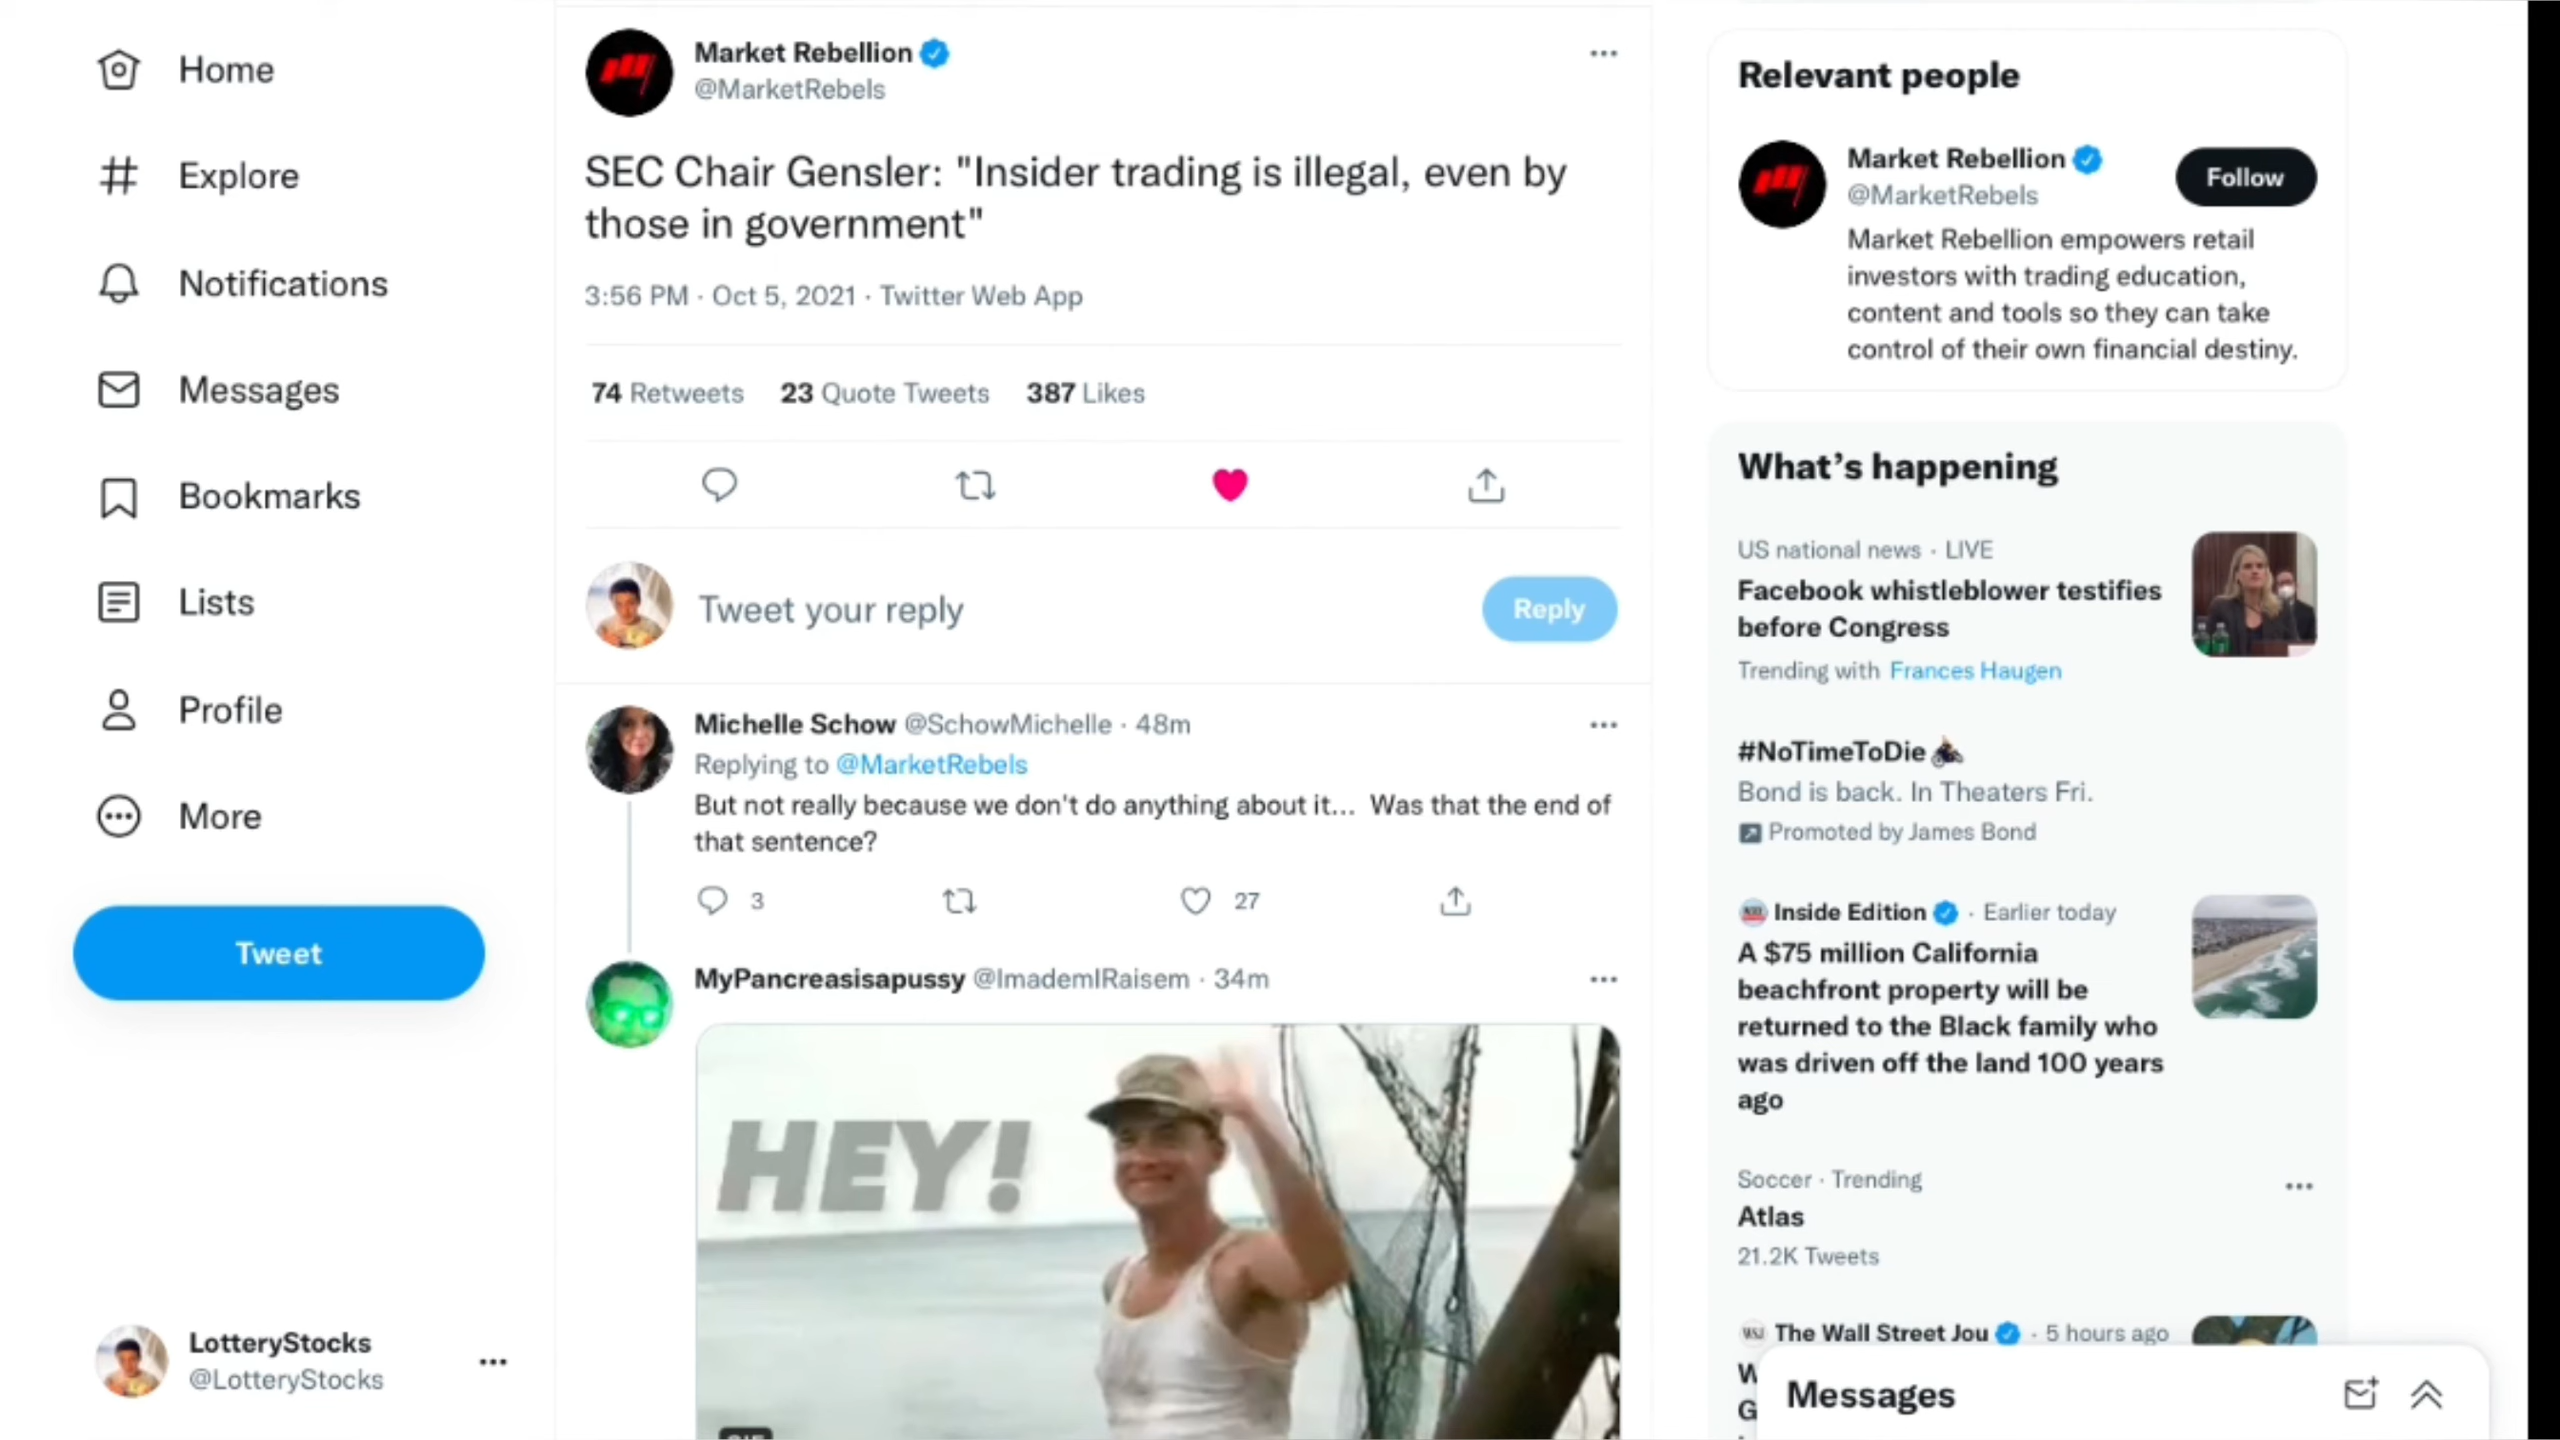 Home
Explore
Notifications
Messages
Bookmarks
Lists
Profile
More
Tweet
LotteryStocks
@LotteryStocks
Market Rebellion
@MarketRebels
SEC Chair Gensler: "Insider trading is illegal, even by
those in government"
3:56 PM · Oct 5, 2021 · Twitter Web App
74 Retweets 23 Quote Tweets 387 Likes
Tweet your reply
Reply
Michelle Schow @SchowMichelle · 48m
Replying to @MarketRebels
But not really because we don't do anything about it... Was that the end of
that sentence?
3 27
MyPancreasisapussy @ImademIRaisem · 34m
HEY!
GIF
Relevant people
Market Rebellion
@MarketRebels
Follow
Market Rebellion empowers retail
investors with trading education,
content and tools so they can take
control of their own financial destiny.
What's happening
US national news · LIVE
Facebook whistleblower testifies
before Congress
Trending with Frances Haugen
#NoTimeToDie
Bond is back. In Theaters Fri.
Promoted by James Bond
Inside Edition · Earlier today
A $75 million California
beachfront property will be
returned to the Black family who
was driven off the land 100 years
ago
Soccer · Trending
Atlas
21.2K Tweets
WSJ The Wall Street Jou · 5 hours ago
W
G
Messages